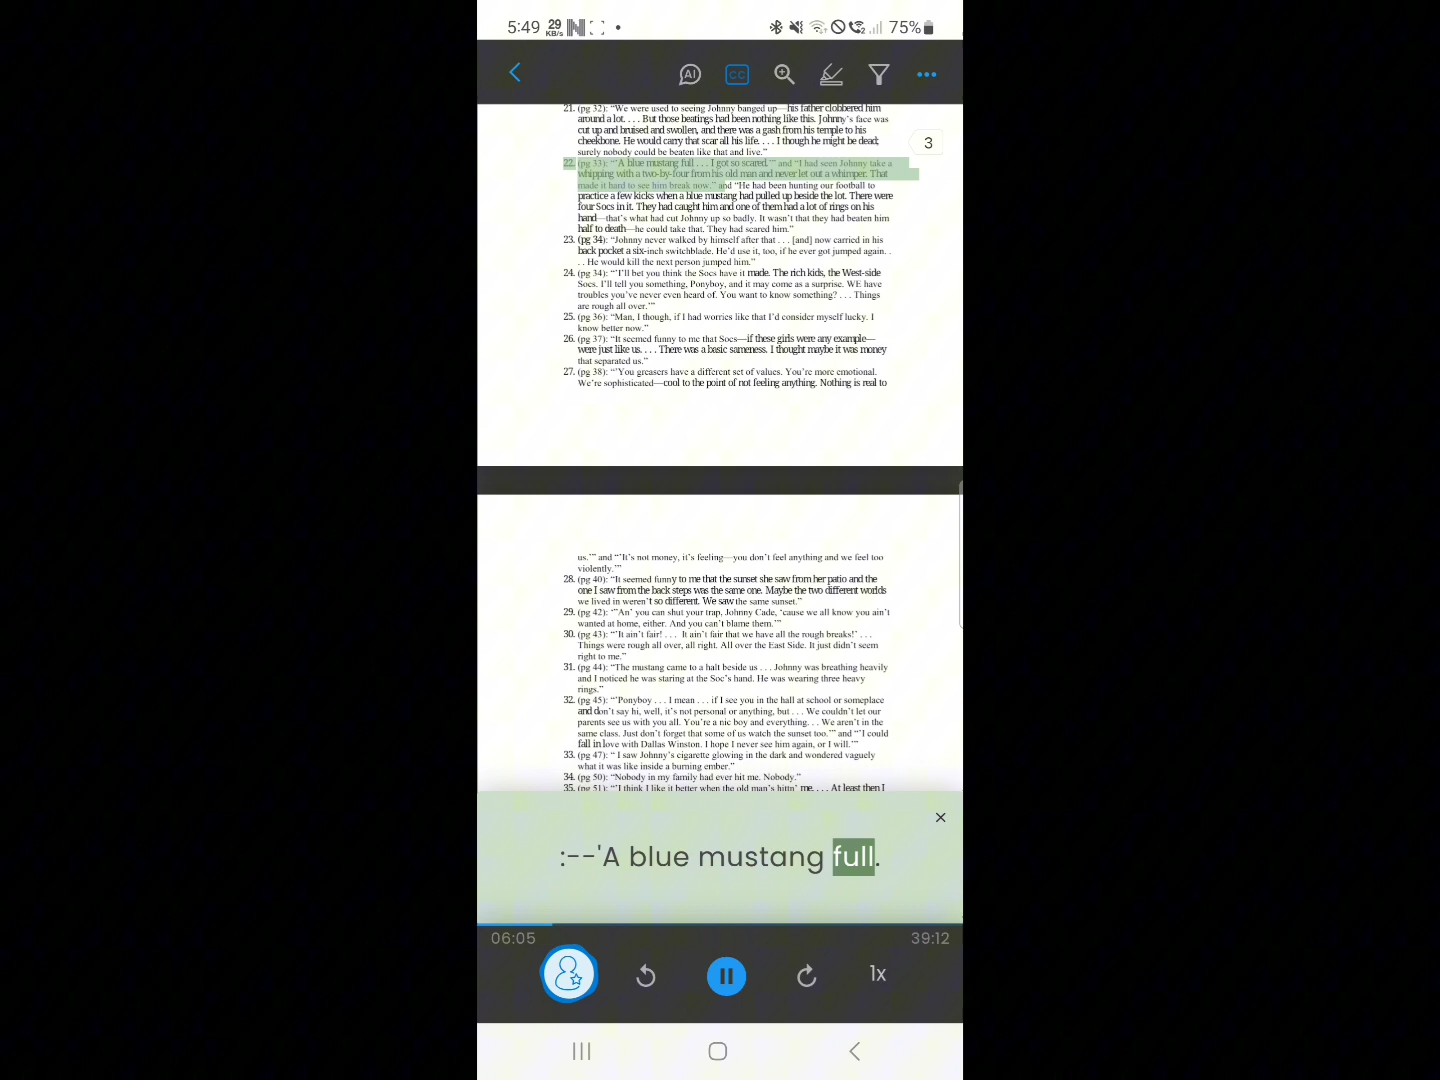 5:49 29 KB/s 75%
AI CC
21. (pg 32): “We were used to seeing Johnny banged up—his father clobbered him
around a lot. . . . But those beatings had been nothing like this. Johnny’s face was
cut up and bruised and swollen, and there was a gash from his temple to his
cheekbone. He would carry that scar all his life. . . . I though he might be dead;
surely nobody could be beaten like that and live.”
3
22. (pg 33): “‘A blue mustang full . . . I got so scared.’” and “I had seen Johnny take a
whipping with a two-by-four from his old man and never let out a whimper. That
made it hard to see him break now.” and “He had been hunting our football to
practice a few kicks when a blue mustang had pulled up beside the lot. There were
four Socs in it. They had caught him and one of them had a lot of rings on his
hand—that’s what had cut Johnny up so badly. It wasn’t that they had beaten him
half to death—he could take that. They had scared him.”
23. (pg 34): “Johnny never walked by himself after that . . . [and] now carried in his
back pocket a six-inch switchblade. He’d use it, too, if he ever got jumped again. .
. . He would kill the next person jumped him.”
24. (pg 34): “‘I’ll bet you think the Socs have it made. The rich kids, the West-side
Socs. I’ll tell you something, Ponyboy, and it may come as a surprise. WE have
troubles you’ve never even heard of. You want to know something? . . . Things
are rough all over.’”
25. (pg 36): “Man, I though, if I had worries like that I’d consider myself lucky. I
know better now.”
26. (pg 37): “It seemed funny to me that Socs—if these girls were any example—
were just like us. . . . There was a basic sameness. I thought maybe it was money
that separated us.”
27. (pg 38): “‘You greasers have a different set of values. You’re more emotional.
We’re sophisticated—cool to the point of not feeling anything. Nothing is real to
us.’” and “‘It’s not money, it’s feeling—you don’t feel anything and we feel too
violently.’”
28. (pg 40): “It seemed funny to me that the sunset she saw from her patio and the
one I saw from the back steps was the same one. Maybe the two different worlds
we lived in weren’t so different. We saw the same sunset.”
29. (pg 42): “‘An’ you can shut your trap, Johnny Cade, ‘cause we all know you ain’t
wanted at home, either. And you can’t blame them.’”
30. (pg 43): “‘It ain’t fair! . . . It ain’t fair that we have all the rough breaks!’ . . .
Things were rough all over, all right. All over the East Side. It just didn’t seem
right to me.”
31. (pg 44): “The mustang came to a halt beside us . . . Johnny was breathing heavily
and I noticed he was staring at the Soc’s hand. He was wearing three heavy
rings.”
32. (pg 45): “‘Ponyboy . . . I mean . . . if I see you in the hall at school or someplace
and don’t say hi, well, it’s not personal or anything, but . . . We couldn’t let our
parents see us with you all. You’re a nic boy and everything. . . We aren’t in the
same class. Just don’t forget that some of us watch the sunset too.’” and “‘I could
fall in love with Dallas Winston. I hope I never see him again, or I will.’”
33. (pg 47): “ I saw Johnny’s cigarette glowing in the dark and wondered vaguely
what it was like inside a burning ember.”
34. (pg 50): “Nobody in my family had ever hit me. Nobody.”
35. (pg 51): “‘I think I like it better when the old man’s hittn’ me. . . . At least then I
:--'A blue mustang full.
06:05 39:12
1x